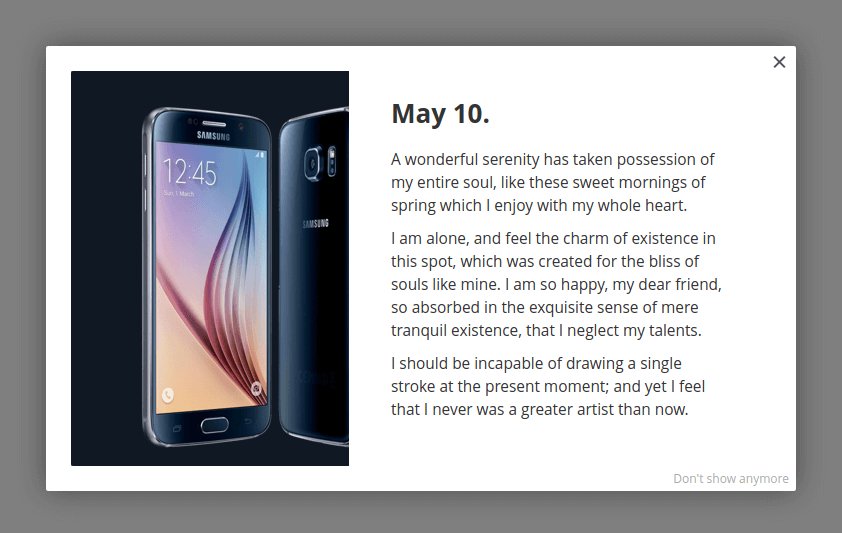 SAMSUNG
12:45
Sun, 1 March
SAMSUNG
May 10.
A wonderful serenity has taken possession of
my entire soul, like these sweet mornings of
spring which I enjoy with my whole heart.
I am alone, and feel the charm of existence in
this spot, which was created for the bliss of
souls like mine. I am so happy, my dear friend,
so absorbed in the exquisite sense of mere
tranquil existence, that I neglect my talents.
I should be incapable of drawing a single
stroke at the present moment; and yet I feel
that I never was a greater artist than now.
Don't show anymore